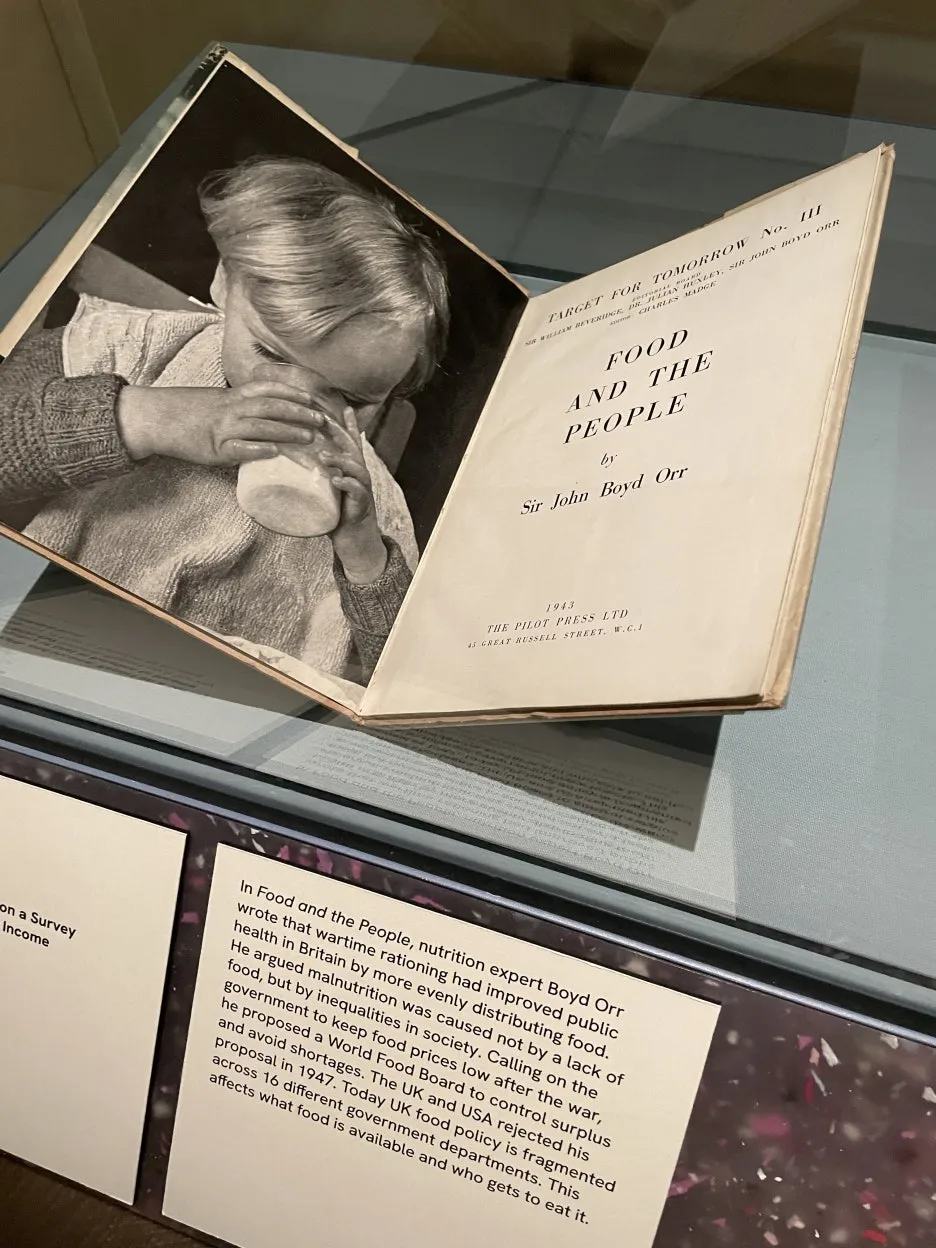 TARGET FOR TOMORROW No. III
EDITORIAL BOARD
SIR WILLIAM BEVERIDGE, DR. JULIAN HUXLEY, SIR JOHN BOYD ORR
EDITOR: CHARLES MADGE
FOOD
AND THE
PEOPLE
by
Sir John Boyd Orr
1943
THE PILOT PRESS LTD
45 GREAT RUSSELL STREET, W.C.1
on a Survey
Income
In Food and the People, nutrition expert Boyd Orr
wrote that wartime rationing had improved public
health in Britain by more evenly distributing food.
He argued malnutrition was caused not by a lack of
food, but by inequalities in society. Calling on the
government to keep food prices low after the war,
he proposed a World Food Board to control surplus
and avoid shortages. The UK and USA rejected his
proposal in 1947. Today UK food policy is fragmented
across 16 different government departments. This
affects what food is available and who gets to eat it.